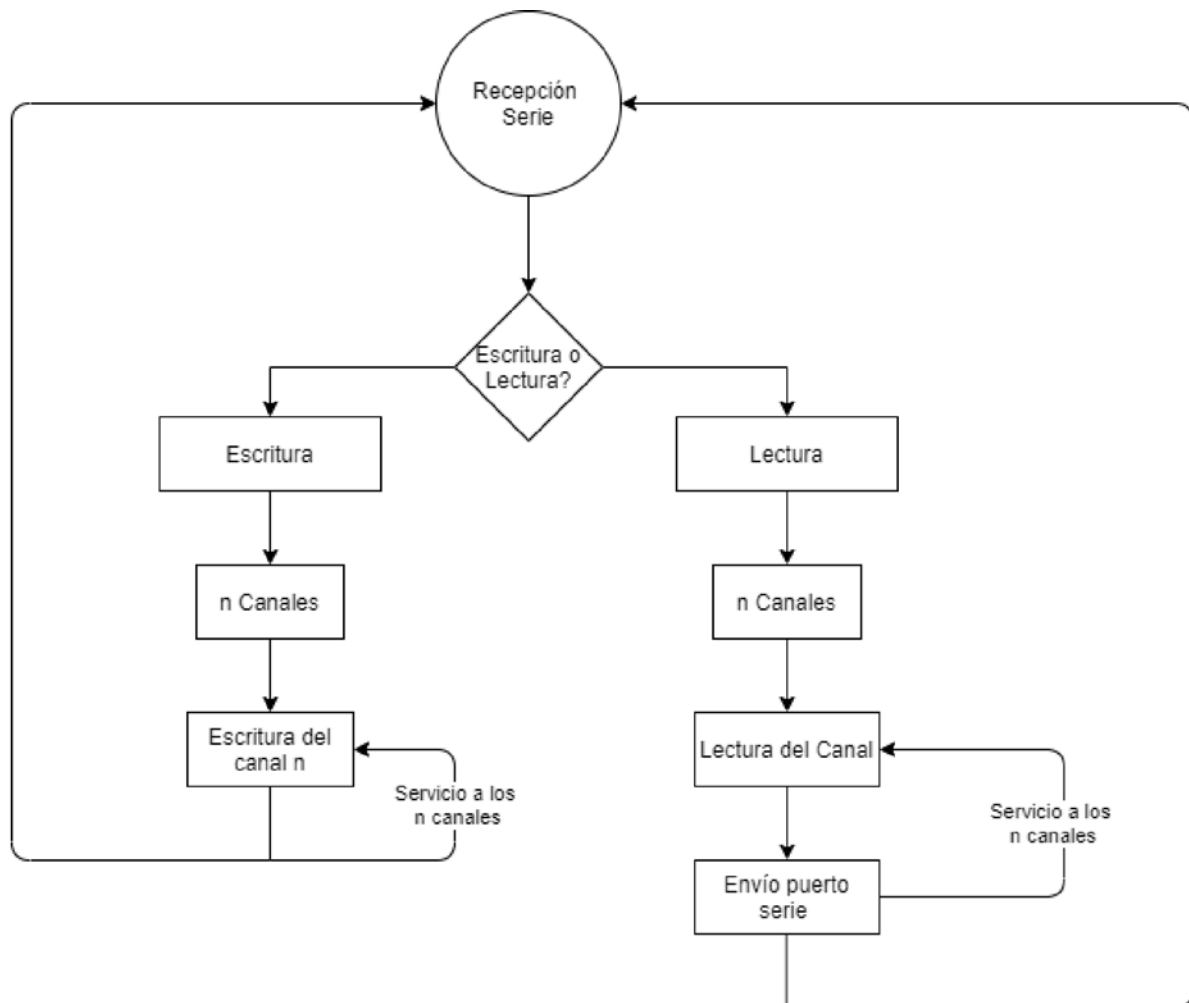 Recepción
Serie
Escritura o
Lectura?
Escritura
Lectura
n Canales
n Canales
Escritura del
canal n
Lectura del Canal
Servicio a los
n canales
Servicio a los
n canales
Envío puerto
serie